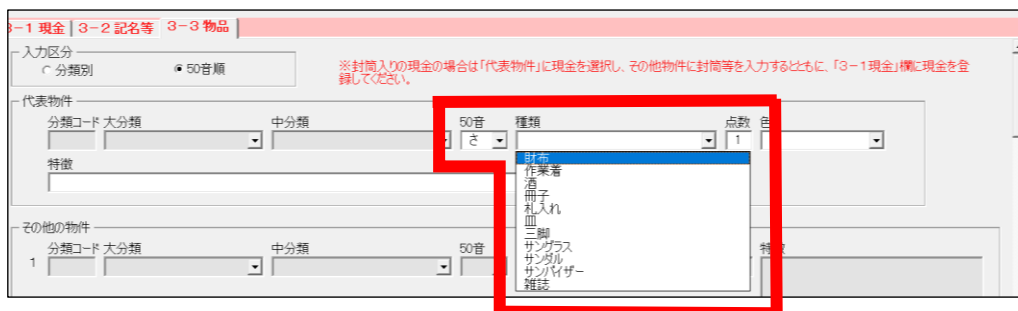 3-1 現金 3-2 記名等 3-3 物品
入力区分
分類別 50音順
※封筒入りの現金の場合は「代表物件」に現金を選択し、その他物件に封筒等を入力するとともに、「3-1現金」欄に現金を登
録してください。
代表物件
分類コード 大分類 中分類 50音 種類 点数 色
さ 1
特徴
財布
作業着
酒
冊子
札入れ
皿
三脚
サングラス
サンダル
サンバイザー
雑誌
その他の物件
分類コード 大分類 中分類 50音
1